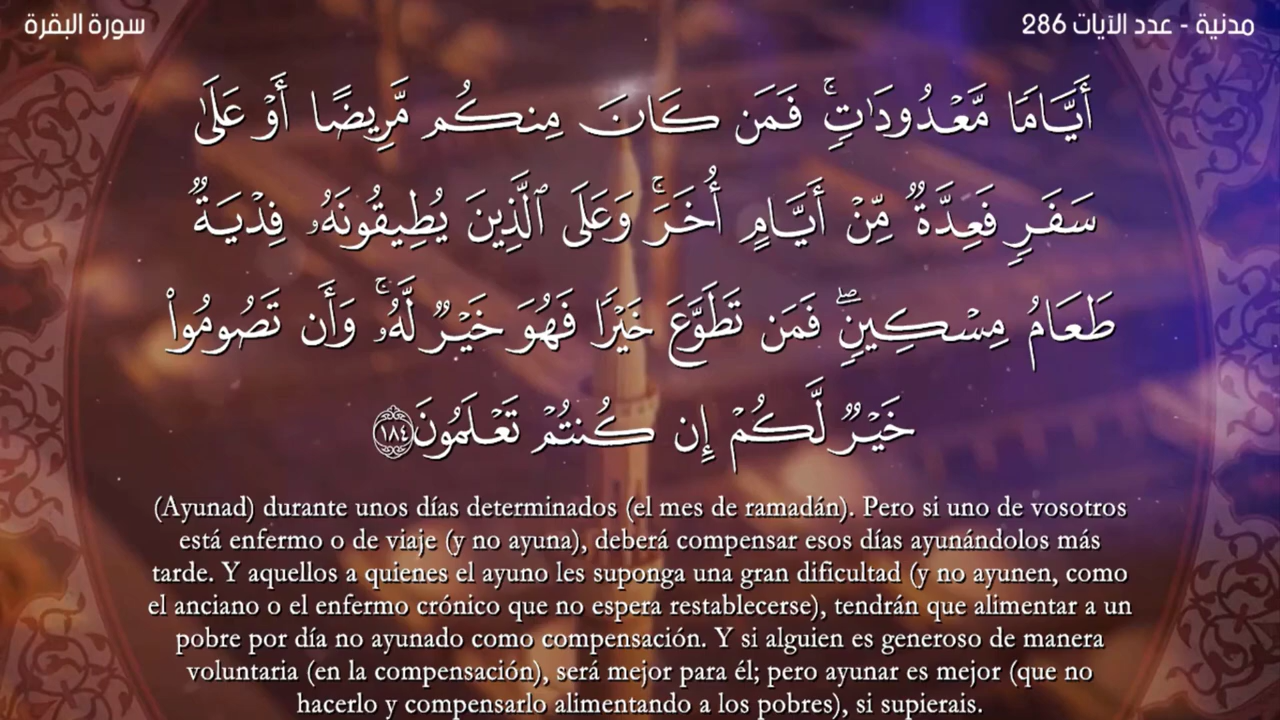 مدنية - عدد الآيات 286
سورة البقرة
أَيَّامٗا مَّعۡدُودَٰتٖۚ فَمَن كَانَ مِنكُم مَّرِيضًا أَوۡ عَلَىٰ
سَفَرٖ فَعِدَّةٞ مِّنۡ أَيَّامٍ أُخَرَۚ وَعَلَى ٱلَّذِينَ يُطِيقُونَهُۥ فِدۡيَةٞ
طَعَامُ مِسۡكِينٖۖ فَمَن تَطَوَّعَ خَيۡرٗا فَهُوَ خَيۡرٞ لَّهُۥۚ وَأَن تَصُومُواْ
خَيۡرٞ لَّكُمۡ إِن كُنتُمۡ تَعۡلَمُونَ ١٨٤
(Ayunad) durante unos días determinados (el mes de ramadán). Pero si uno de vosotros
está enfermo o de viaje (y no ayuna), deberá compensar esos días ayunándolos más
tarde. Y aquellos a quienes el ayuno les suponga una gran dificultad (y no ayunen, como
el anciano o el enfermo crónico que no espera restablecerse), tendrán que alimentar a un
pobre por día no ayunado como compensación. Y si alguien es generoso de manera
voluntaria (en la compensación), será mejor para él; pero ayunar es mejor (que no
hacerlo y compensarlo alimentando a los pobres), si supierais.